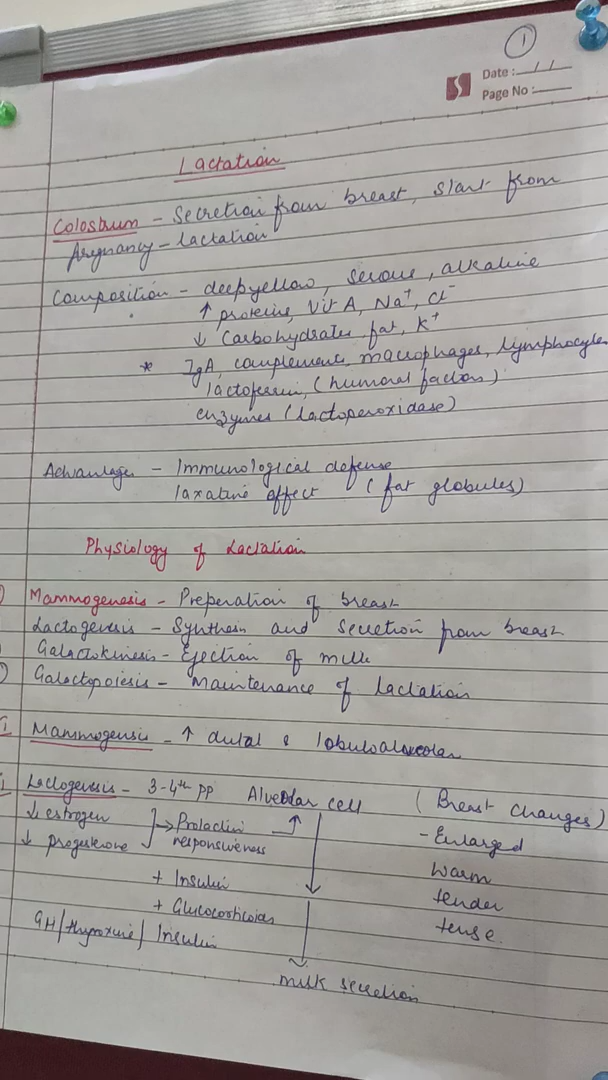 1
Date : / /
Page No :
Lactation
Colostrum - Secretion from breast, start from
pregnancy - lactation
Composition - deep yellow, serous, alkaline
↑ proteins, Vit A, Na⁺, Cl⁻
↓ Carbohydrates, fat, K⁺
* IgA, complement, macrophages, lymphocytes
lactoferrin, (humoral factors)
enzymes (lactoperoxidase)
Advantages - Immunological defense
laxative effect (fat globules)
Physiology of Lactation
Mammogenesis - Preparation of breast
Lactogenesis - Synthesis and secretion from breast
Galactokinesis - Ejection of milk
Galactopoiesis - Maintenance of lactation
Mammogenesis - ↑ ductal & lobuloalveolar
Lactogenesis - 3-4th PP Alveolar cell (Breast changes)
↓ estrogen → Prolactin ↑ - Enlarged
↓ progesterone responsiveness warm
+ Insulin tender
+ Glucocorticoids tense.
GH/thyroxine/Insulin
milk secretion